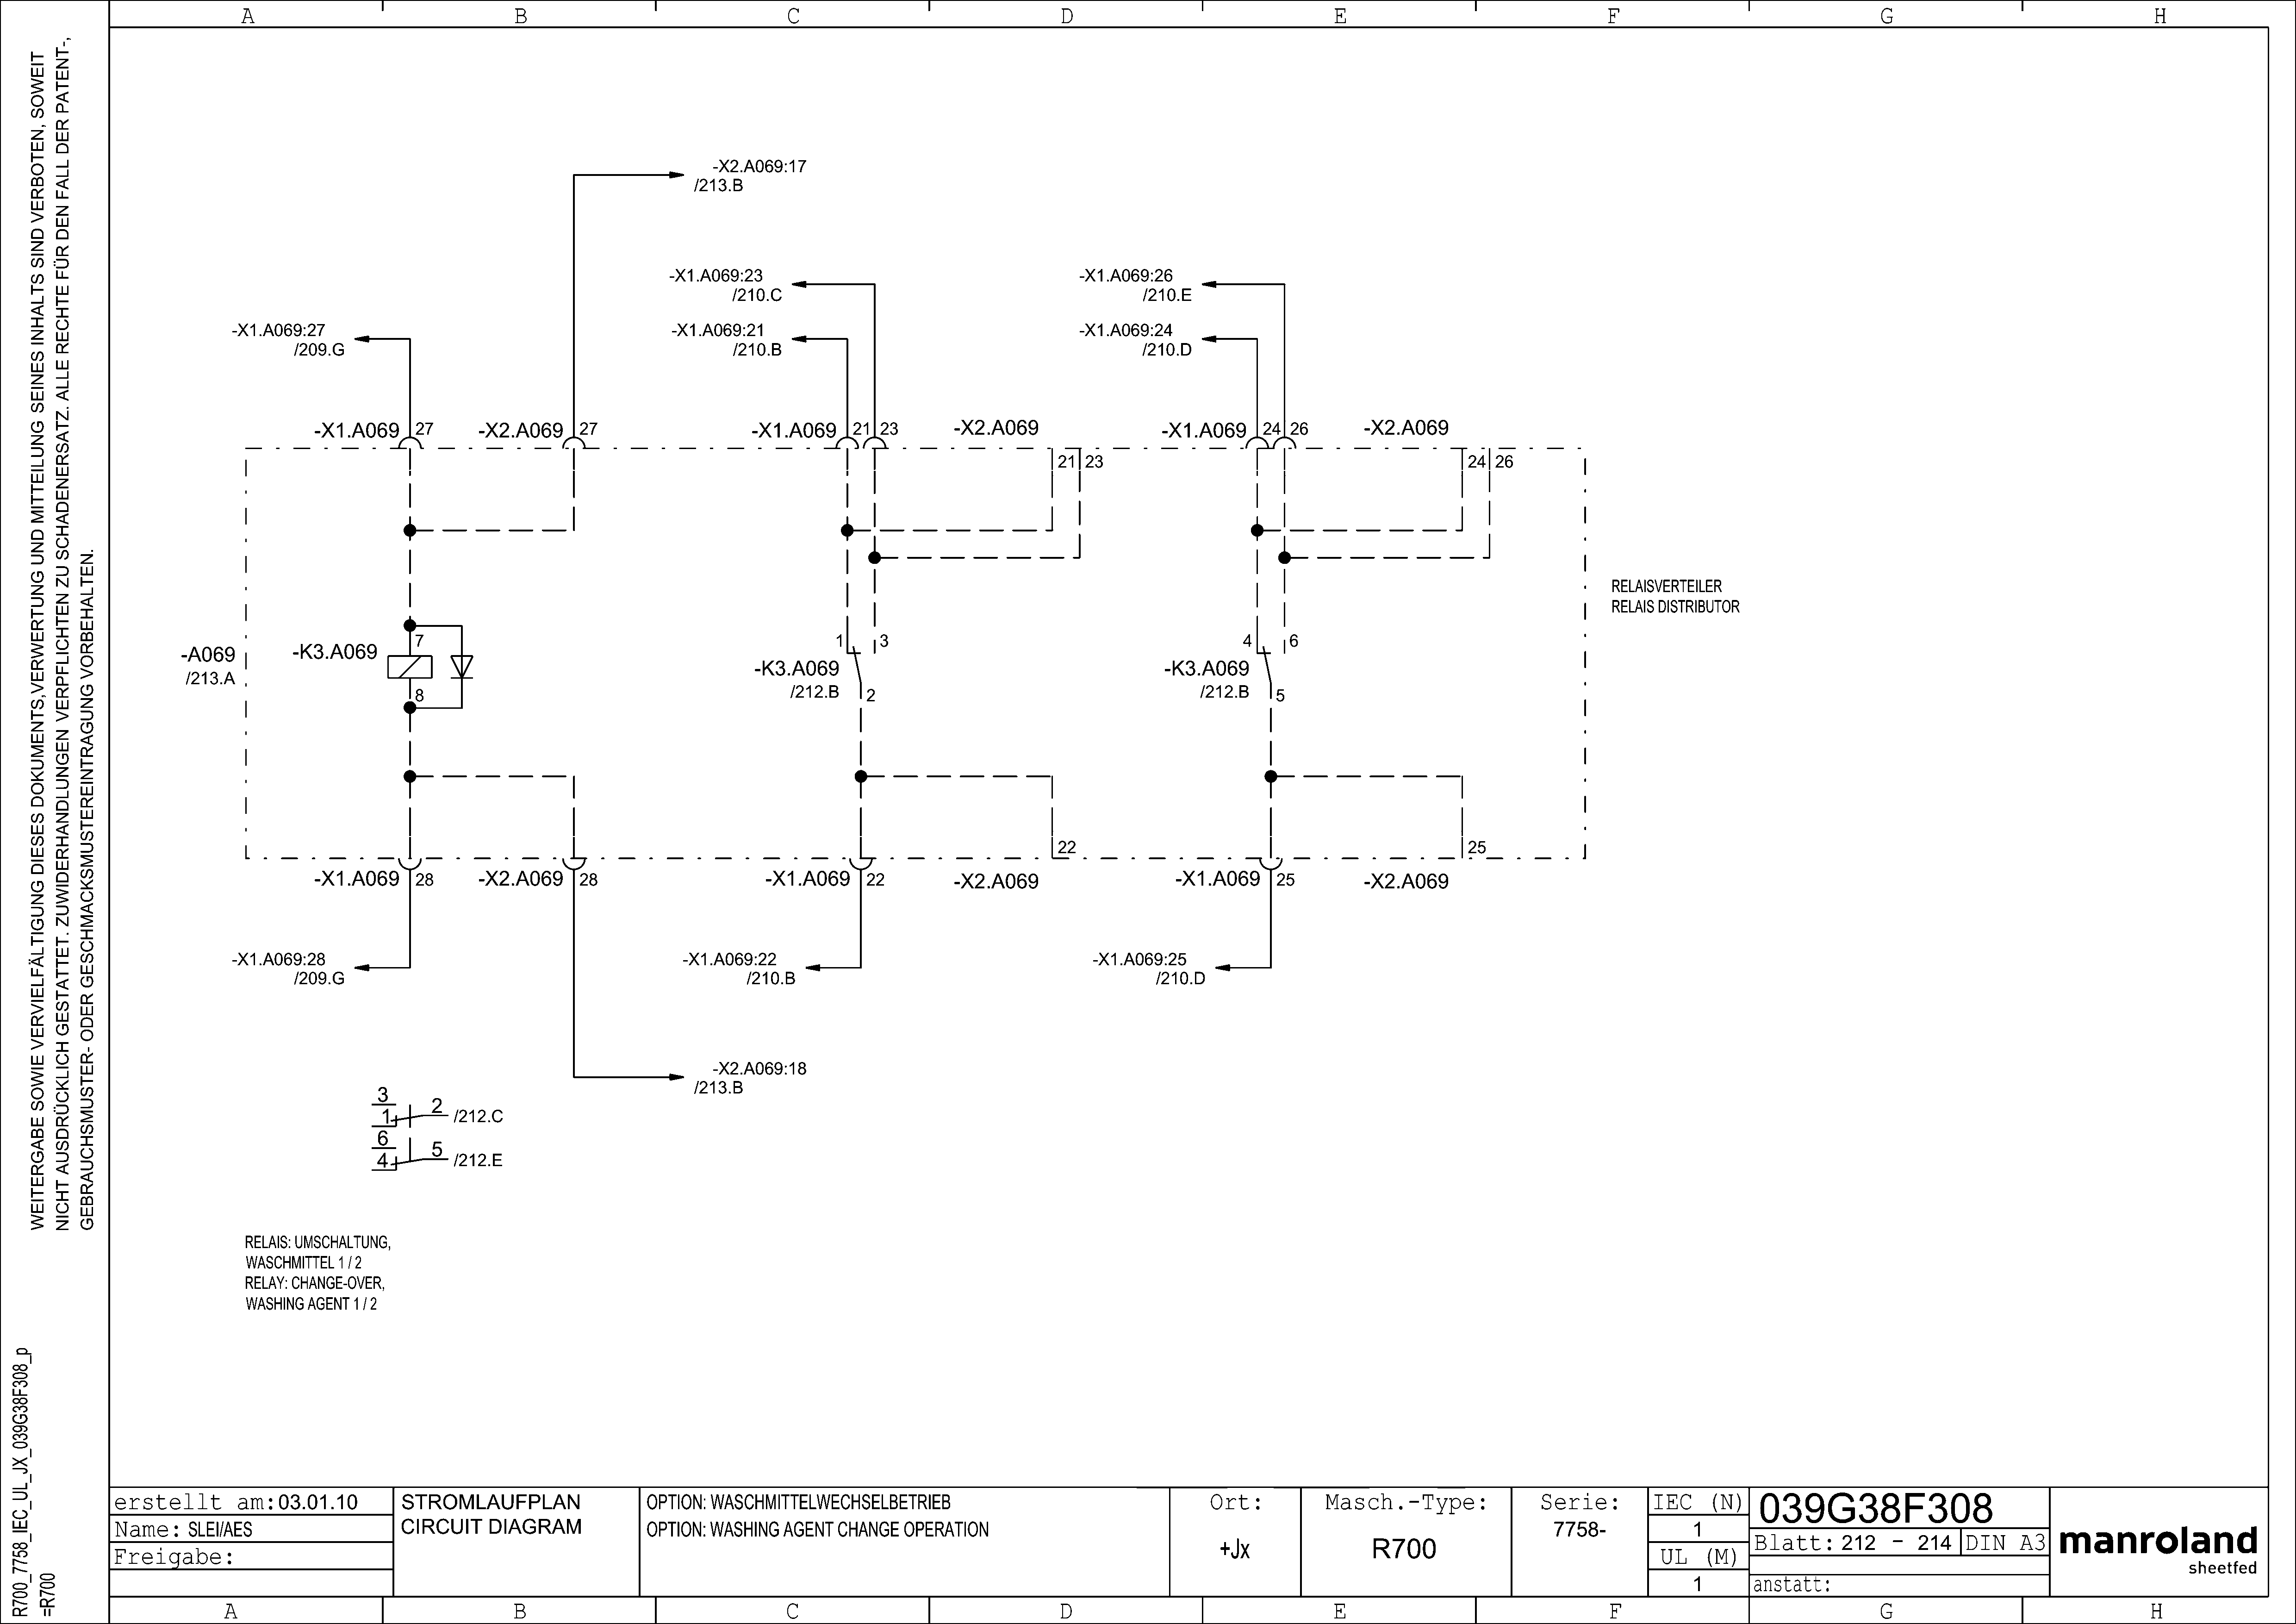 A B C D E F G H
WEITERGABE SOWIE VERVIELFÄLTIGUNG DIESES DOKUMENTS,VERWERTUNG UND MITTEILUNG SEINES INHALTS SIND VERBOTEN, SOWEIT
NICHT AUSDRÜCKLICH GESTATTET. ZUWIDERHANDLUNGEN VERPFLICHTEN ZU SCHADENERSATZ. ALLE RECHTE FÜR DEN FALL DER PATENT-,
GEBRAUCHSMUSTER- ODER GESCHMACKSMUSTEREINTRAGUNG VORBEHALTEN.
R700_7758_IEC_UL_JX_039G38F308_p
=R700
-X2.A069:17
/213.B
-X1.A069:23
/210.C
-X1.A069:26
/210.E
-X1.A069:27
/209.G
-X1.A069:21
/210.B
-X1.A069:24
/210.D
-X1.A069 27 -X2.A069 27 -X1.A069 21 23 -X2.A069 -X1.A069 24 26 -X2.A069
21 23 24 26
RELAISVERTEILER
RELAIS DISTRIBUTOR
7 1 3 4 6
-A069
/213.A
-K3.A069
8
-K3.A069
/212.B 2
-K3.A069
/212.B 5
22 25
-X1.A069 28 -X2.A069 28 -X1.A069 22 -X2.A069 -X1.A069 25 -X2.A069
-X1.A069:28
/209.G
-X1.A069:22
/210.B
-X1.A069:25
/210.D
-X2.A069:18
/213.B
3
1 2 /212.C
6
4 5 /212.E
RELAIS: UMSCHALTUNG,
WASCHMITTEL 1 / 2
RELAY: CHANGE-OVER,
WASHING AGENT 1 / 2
erstellt am: 03.01.10
Name: SLEI/AES
Freigabe:
STROMLAUFPLAN
CIRCUIT DIAGRAM
OPTION: WASCHMITTELWECHSELBETRIEB
OPTION: WASHING AGENT CHANGE OPERATION
Ort:
+Jx
Masch.-Type:
R700
Serie:
7758-
IEC (N)
1
UL (M)
1
039G38F308
Blatt: 212 - 214 DIN A3
anstatt:
manroland
sheetfed
A B C D E F G H